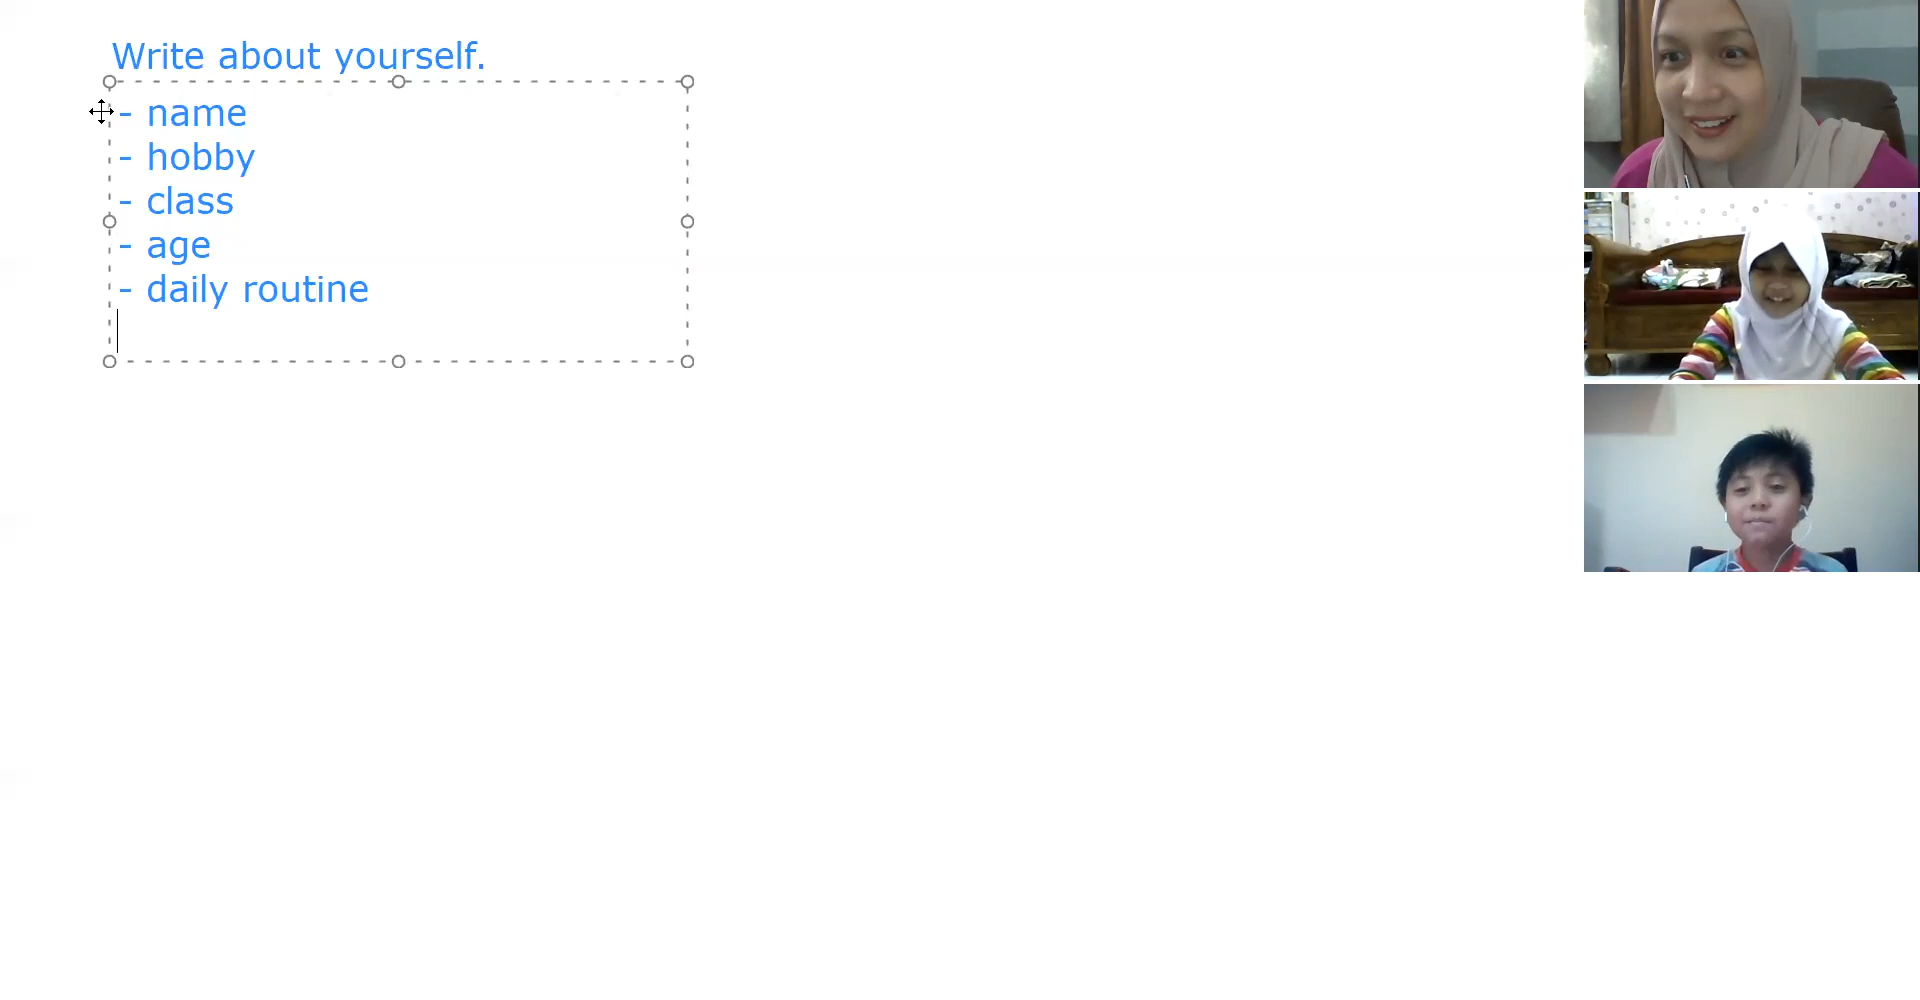 Write about yourself.
- name
- hobby
- class
- age
- daily routine